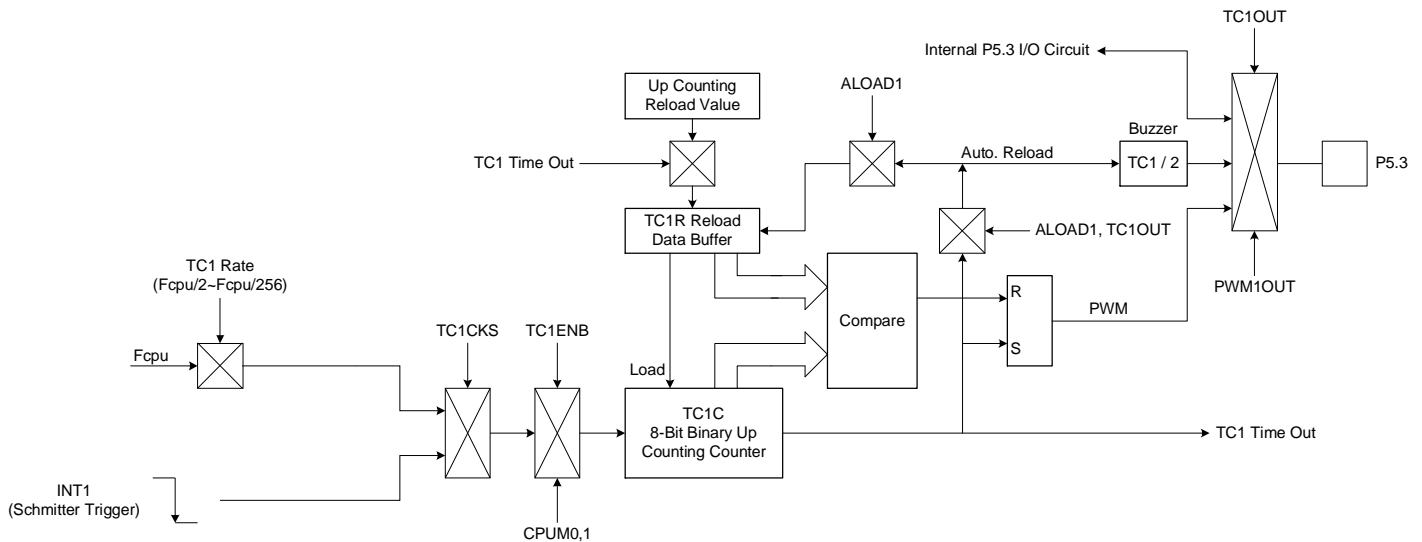 TC1OUT
Internal P5.3 I/O Circuit
Up Counting
Reload Value
ALOAD1
Buzzer
TC1 Time Out
Auto. Reload
TC1 / 2
P5.3
TC1R Reload
Data Buffer
ALOAD1, TC1OUT
TC1 Rate
(Fcpu/2~Fcpu/256)
PWM1OUT
R
PWM
Compare
S
TC1CKS
TC1ENB
Fcpu
Load
TC1C
8-Bit Binary Up
Counting Counter
TC1 Time Out
INT1
(Schmitter Trigger)
CPUM0,1